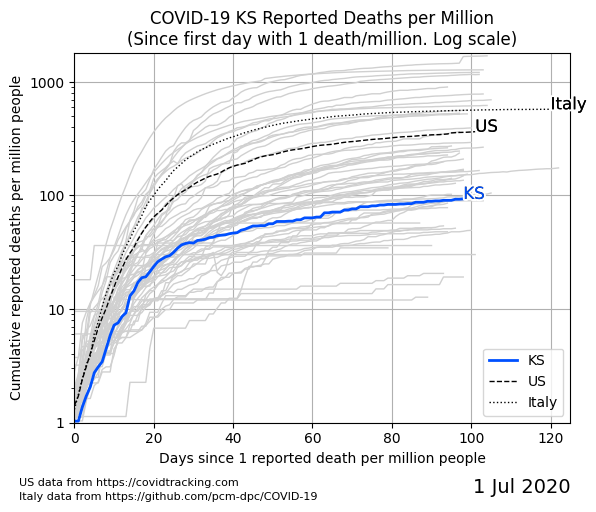 COVID-19 KS Reported Deaths per Million
(Since first day with 1 death/million. Log scale)
Cumulative reported deaths per million people
1000
100
10
1
Italy
US
KS
KS
US
Italy
0 20 40 60 80 100 120
Days since 1 reported death per million people
US data from https://covidtracking.com
Italy data from https://github.com/pcm-dpc/COVID-19
1 Jul 2020